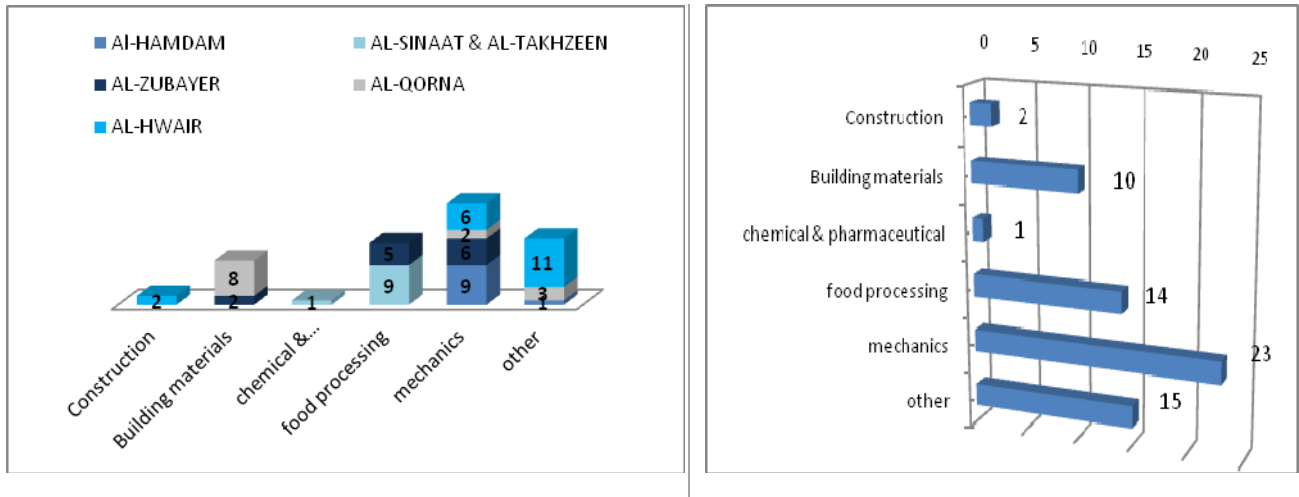 Al-HAMDAM
AL-SINAAT & AL-TAKHZEEN
AL-ZUBAYER
AL-QORNA
AL-HWAIR
6
2
5
6
11
8
9
9
3
2
2
1
1
Construction
Building materials
chemical &...
food processing
mechanics
other
0 5 10 15 20 25
Construction 2
Building materials 10
chemical & pharmaceutical 1
food processing 14
mechanics 23
other 15